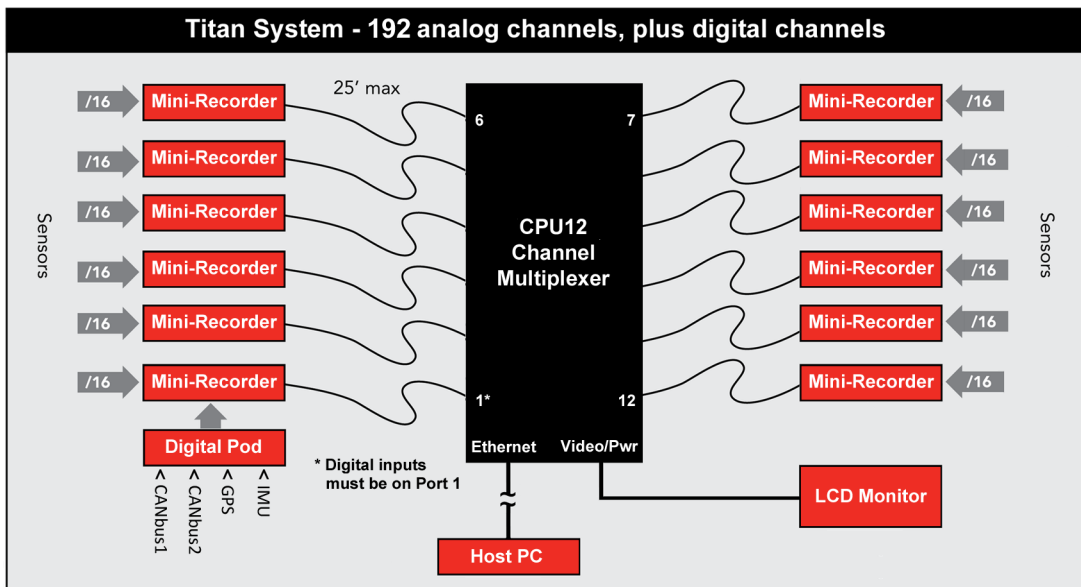 Titan System - 192 analog channels, plus digital channels
/16
Mini-Recorder
25’ max
6
7
Mini-Recorder
/16
/16
Mini-Recorder
Mini-Recorder
/16
/16
Mini-Recorder
Mini-Recorder
/16
Sensors
CPU12
Channel
Multiplexer
Sensors
/16
Mini-Recorder
Mini-Recorder
/16
/16
Mini-Recorder
Mini-Recorder
/16
/16
Mini-Recorder
1*
12
Mini-Recorder
/16
Digital Pod
Ethernet
Video/Pwr
* Digital inputs
must be on Port 1
< CANbus1
< CANbus2
< GPS
< IMU
LCD Monitor
Host PC